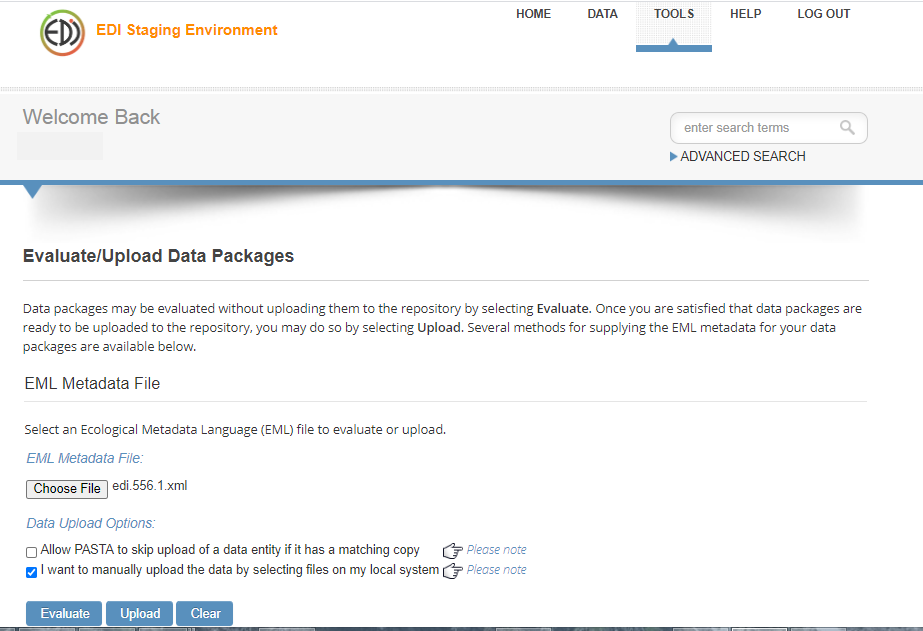 HOME DATA TOOLS HELP LOG OUT
EDI EDI Staging Environment
Welcome Back
enter search terms
ADVANCED SEARCH
Evaluate/Upload Data Packages
Data packages may be evaluated without uploading them to the repository by selecting Evaluate. Once you are satisfied that data packages are
ready to be uploaded to the repository, you may do so by selecting Upload. Several methods for supplying the EML metadata for your data
packages are available below.
EML Metadata File
Select an Ecological Metadata Language (EML) file to evaluate or upload.
EML Metadata File:
Choose File edi.556.1.xml
Data Upload Options:
Allow PASTA to skip upload of a data entity if it has a matching copy Please note
I want to manually upload the data by selecting files on my local system Please note
Evaluate Upload Clear